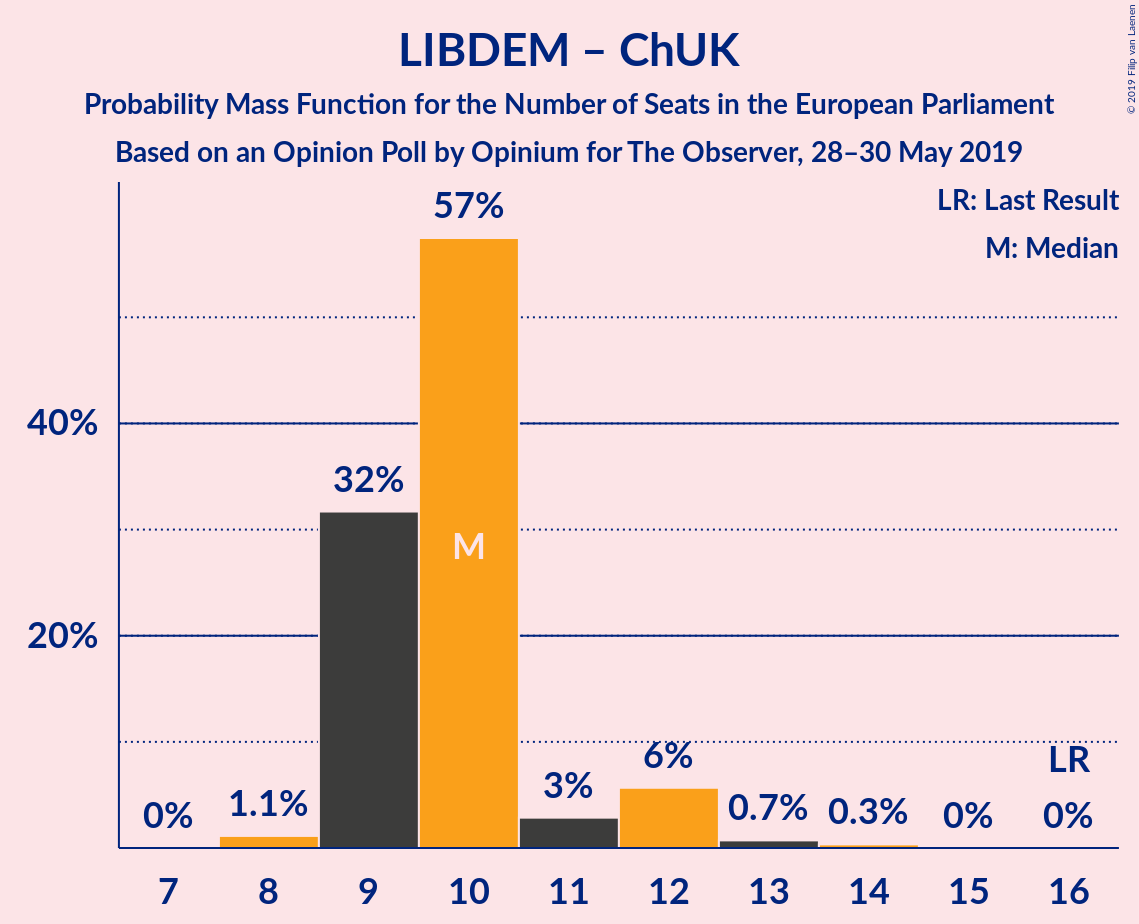 LIBDEM – ChUK
Probability Mass Function for the Number of Seats in the European Parliament
Based on an Opinion Poll by Opinium for The Observer, 28–30 May 2019
© 2019 Filip van Laenen
LR: Last Result
M: Median
57%
40%
32%
M
20%
6%
LR
3%
1.1%
0.7%
0.3%
0%
0%
0%
7 8 9 10 11 12 13 14 15 16